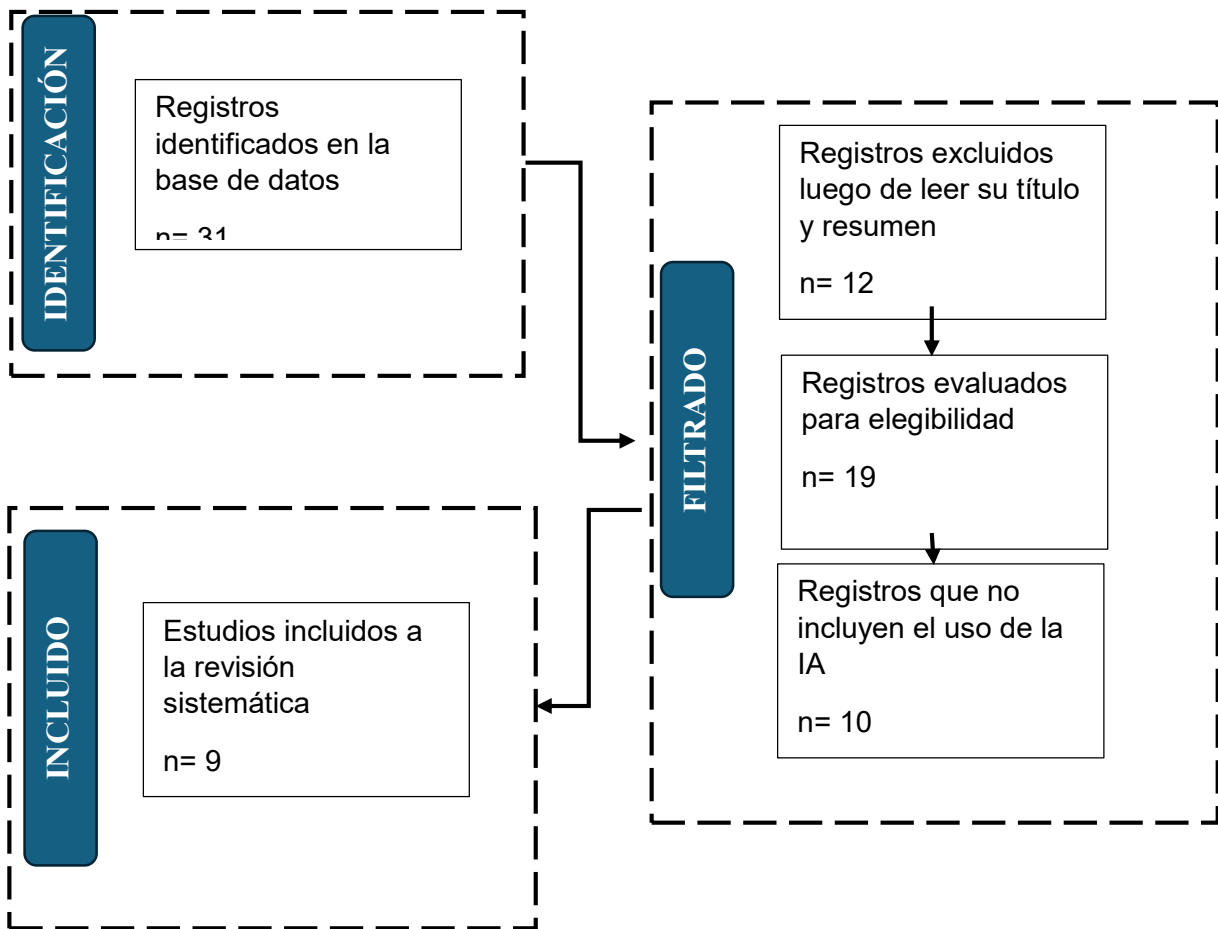 IDENTIFICACIÓN
Registros
identificados en la
base de datos
n= 31
FILTRADO
Registros excluidos
luego de leer su título
y resumen
n= 12
Registros evaluados
para elegibilidad
n= 19
Registros que no
incluyen el uso de la
IA
n= 10
INCLUIDO
Estudios incluidos a
la revisión
sistemática
n= 9